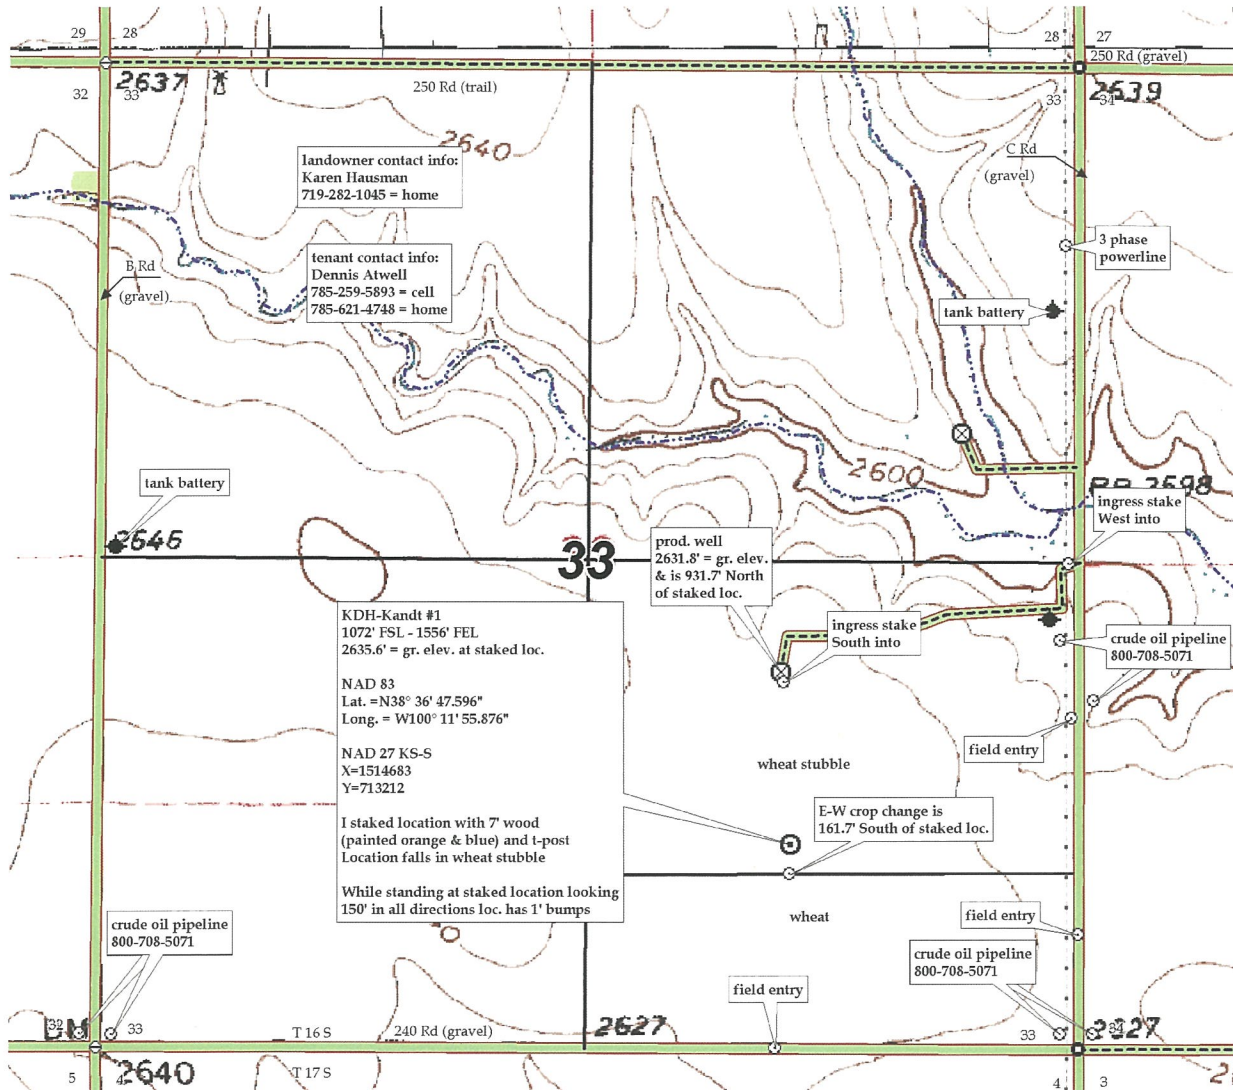 29 28
28 27
250 Rd (gravel)
2637
250 Rd (trail)
2639
32 33
33 34
2640
landowner contact info:
Karen Hausman
719-282-1045 = home
C Rd
(gravel)
3 phase
powerline
tenant contact info:
Dennis Atwell
785-259-5893 = cell
785-621-4748 = home
B Rd
(gravel)
tank battery
2600
tank battery
2598
ingress stake
West into
2646
33
prod. well
2631.8' = gr. elev.
& is 931.7' North
of staked loc.
KDH-Kandt #1
1072' FSL - 1556' FEL
2635.6' = gr. elev. at staked loc.
NAD 83
Lat. =N38° 36' 47.596"
Long. = W100° 11' 55.876"
NAD 27 KS-S
X=1514683
Y=713212
I staked location with 7' wood
(painted orange & blue) and t-post
Location falls in wheat stubble
While standing at staked location looking
150' in all directions loc. has 1' bumps
ingress stake
South into
crude oil pipeline
800-708-5071
field entry
wheat stubble
E-W crop change is
161.7' South of staked loc.
wheat
field entry
crude oil pipeline
800-708-5071
crude oil pipeline
800-708-5071
field entry
32 33
T 16 S
240 Rd (gravel)
2627
33 34
2627
5 4
2640
T 17 S
4 3